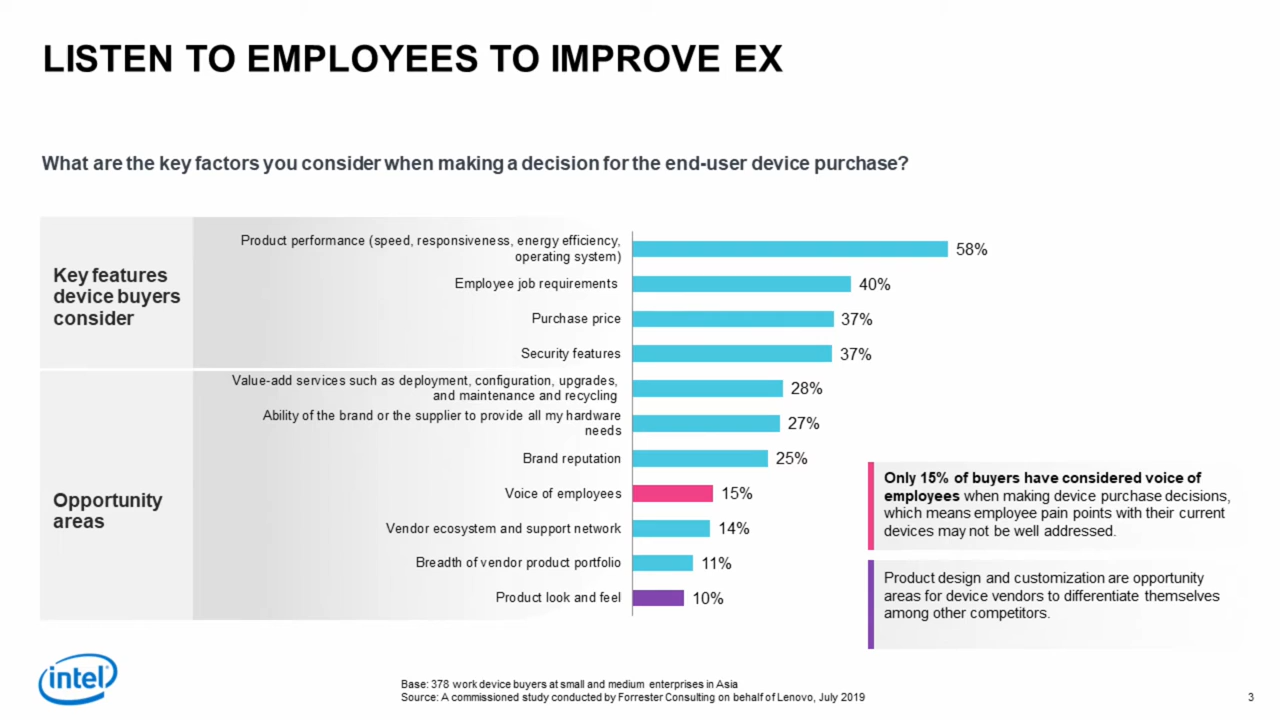 LISTEN TO EMPLOYEES TO IMPROVE EX
What are the key factors you consider when making a decision for the end-user device purchase?
Key features
device buyers
consider
Product performance (speed, responsiveness, energy efficiency,
operating system)
58%
Employee job requirements
40%
Purchase price
37%
Security features
37%
Opportunity
areas
Value-add services such as deployment, configuration, upgrades,
and maintenance and recycling
28%
Ability of the brand or the supplier to provide all my hardware
needs
27%
Brand reputation
25%
Voice of employees
15%
Vendor ecosystem and support network
14%
Breadth of vendor product portfolio
11%
Product look and feel
10%
Only 15% of buyers have considered voice of
employees when making device purchase decisions,
which means employee pain points with their current
devices may not be well addressed.
Product design and customization are opportunity
areas for device vendors to differentiate themselves
among other competitors.
intel
Base: 378 work device buyers at small and medium enterprises in Asia
Source: A commissioned study conducted by Forrester Consulting on behalf of Lenovo, July 2019
3